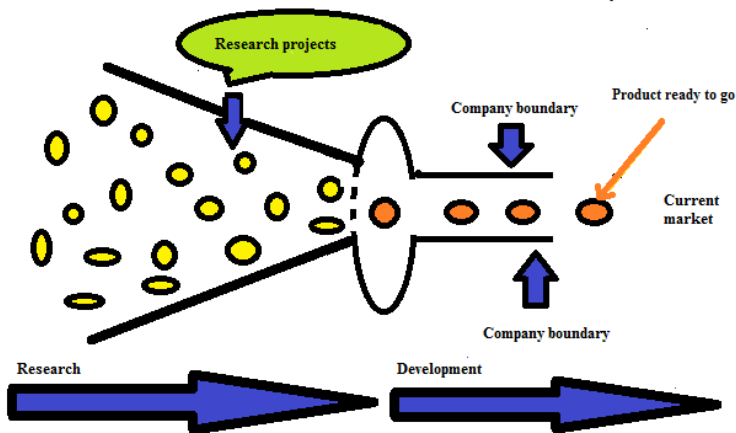 Research projects
Company boundary
Product ready to go
Current
market
Company boundary
Research
Development